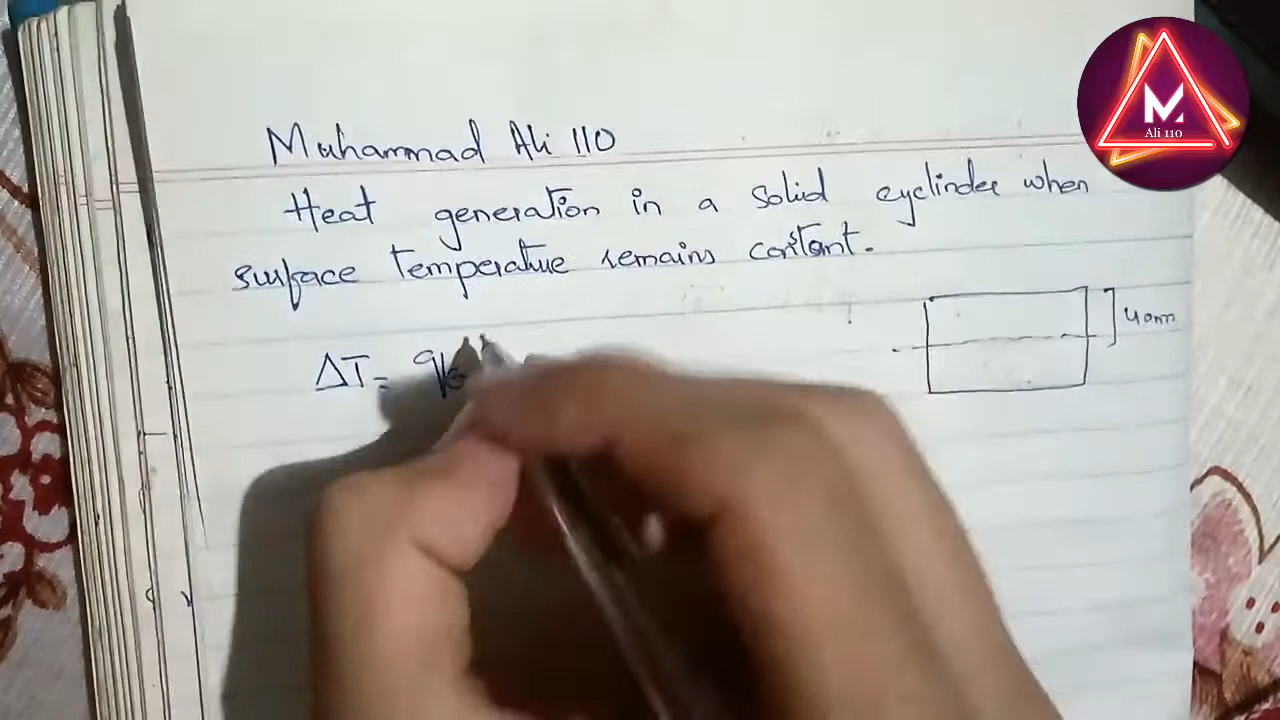 M
Ali 110
Muhammad Ali 110
Heat generation in a solid cyclinder when
surface temperature remains constant.
40mm
ΔT=